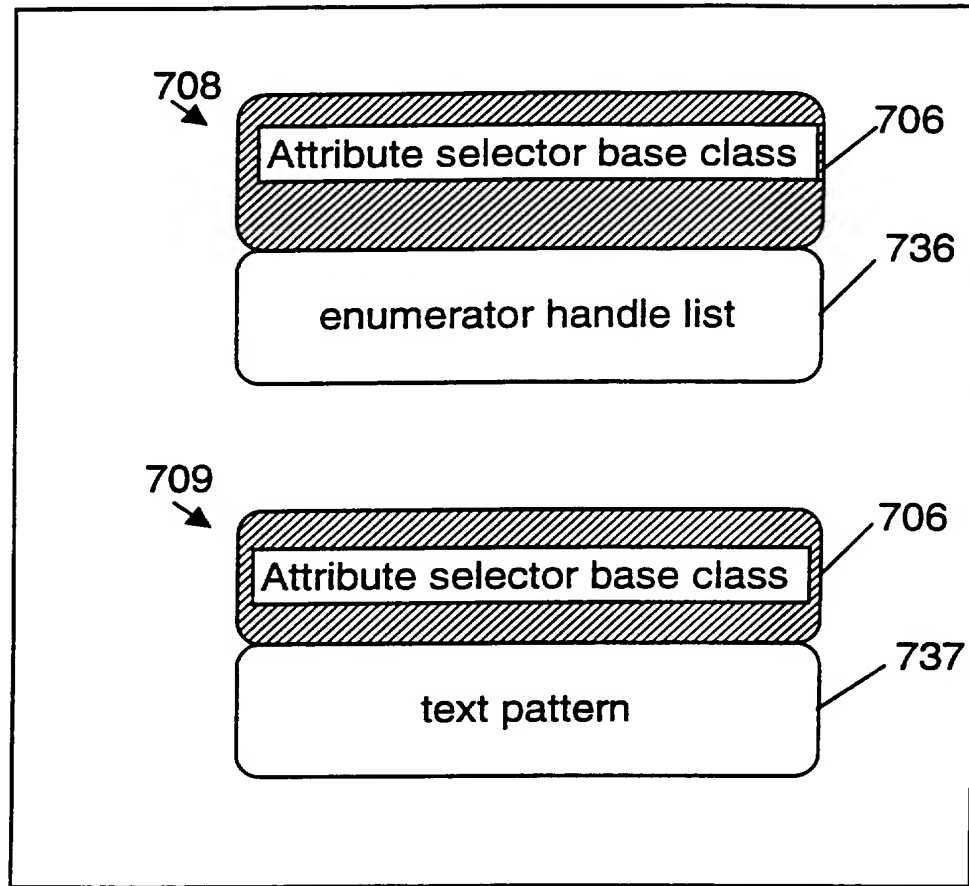 708
706
Attribute selector base class
736
enumerator handle list
709
706
Attribute selector base class
737
text pattern